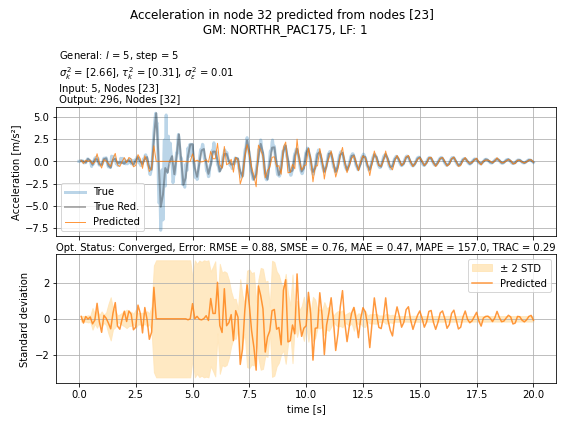 Acceleration in node 32 predicted from nodes [23]
GM: NORTHR_PAC175, LF: 1
General: l = 5, step = 5
σ²ₖ = [2.66], τ²ₖ = [0.31], σ²ε = 0.01
Input: 5, Nodes [23]
Output: 296, Nodes [32]
Acceleration [m/s²]
5.0
2.5
0.0
−2.5
−5.0
−7.5
True
True Red.
Predicted
Opt. Status: Converged, Error: RMSE = 0.88, SMSE = 0.76, MAE = 0.47, MAPE = 157.0, TRAC = 0.29
Standard deviation
2
0
−2
± 2 STD
Predicted
0.0 2.5 5.0 7.5 10.0 12.5 15.0 17.5 20.0
time [s]